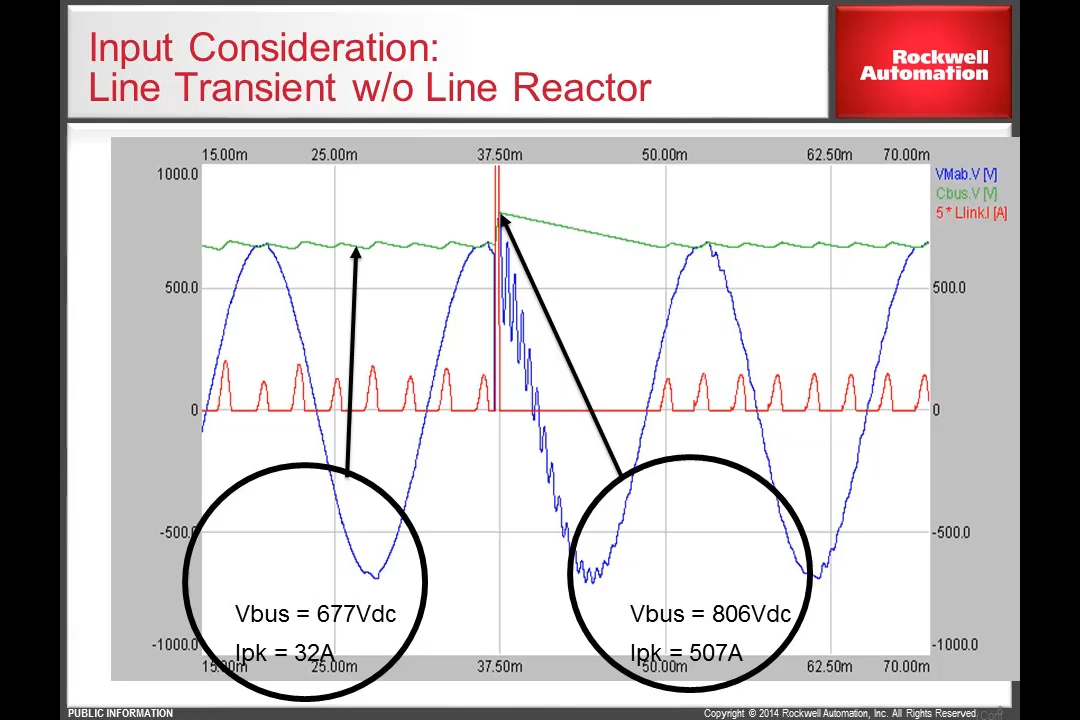 Input Consideration:
Line Transient w/o Line Reactor
Rockwell
Automation
15.00m 25.00m 37.50m 50.00m 62.50m 70.00m
1000.0
VMab.V [V]
Cbus.V [V]
5 * Llink.I [A]
500.0 500.0
0 0
-500.0 -500.0
Vbus = 677Vdc Vbus = 806Vdc
-1000.0 -1000.0
Ipk = 32A Ipk = 507A
15.00m 25.00m 37.50m 50.00m 62.50m 70.00m
PUBLIC INFORMATION
Copyright © 2014 Rockwell Automation, Inc. All Rights Reserved.